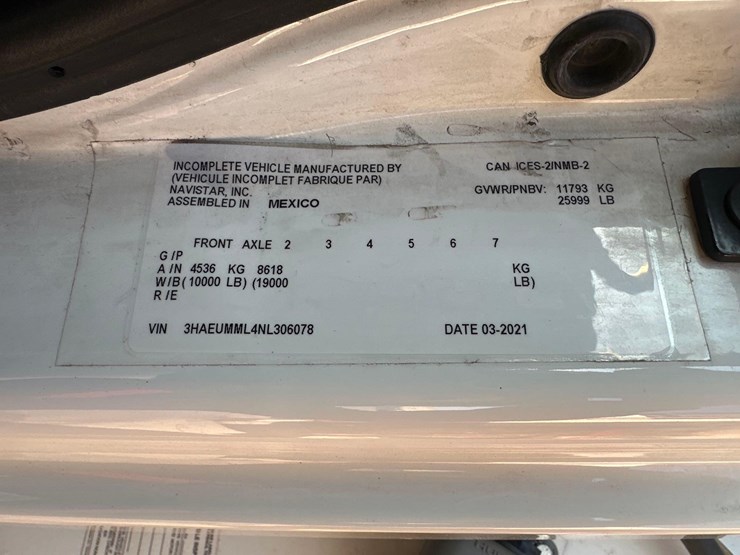 INCOMPLETE VEHICLE MANUFACTURED BY
(VEHICULE INCOMPLET FABRIQUE PAR)
NAVISTAR, INC.
ASSEMBLED IN MEXICO
CAN ICES-2/NMB-2
GVWR/PNBV: 11793 KG
25999 LB
FRONT AXLE 2 3 4 5 6 7
G /P
A / N 4536 KG 8618 KG
W/B ( 10000 LB) (19000 LB)
R / E
VIN 3HAEUMML4NL306078 DATE 03-2021